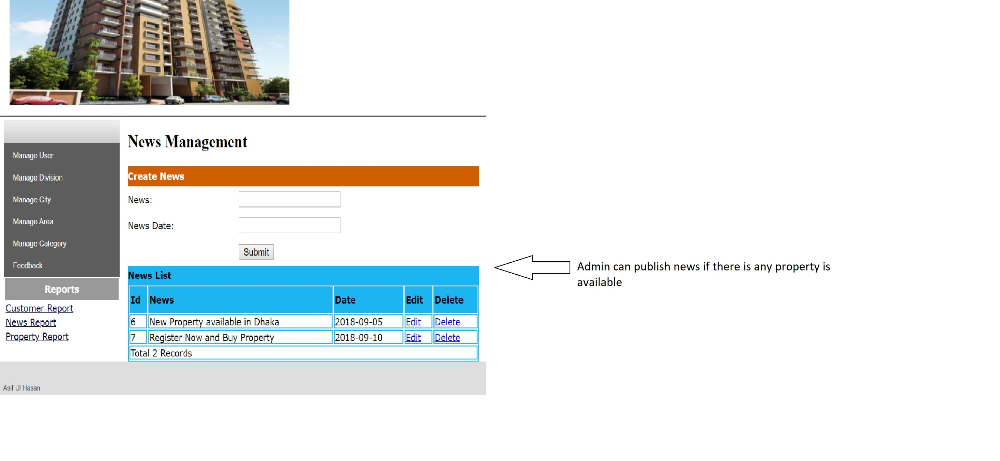 News Management
Manage User
Manage Division
Manage City
Manage Area
Manage Category
Feedback
Reports
Customer Report
News Report
Property Report
Create News
News:
News Date:
Submit
News List
Id News Date Edit Delete
6 New Property available in Dhaka 2018-09-05 Edit Delete
7 Register Now and Buy Property 2018-09-10 Edit Delete
Total 2 Records
Admin can publish news if there is any property is
available
Asif Ul Hasan